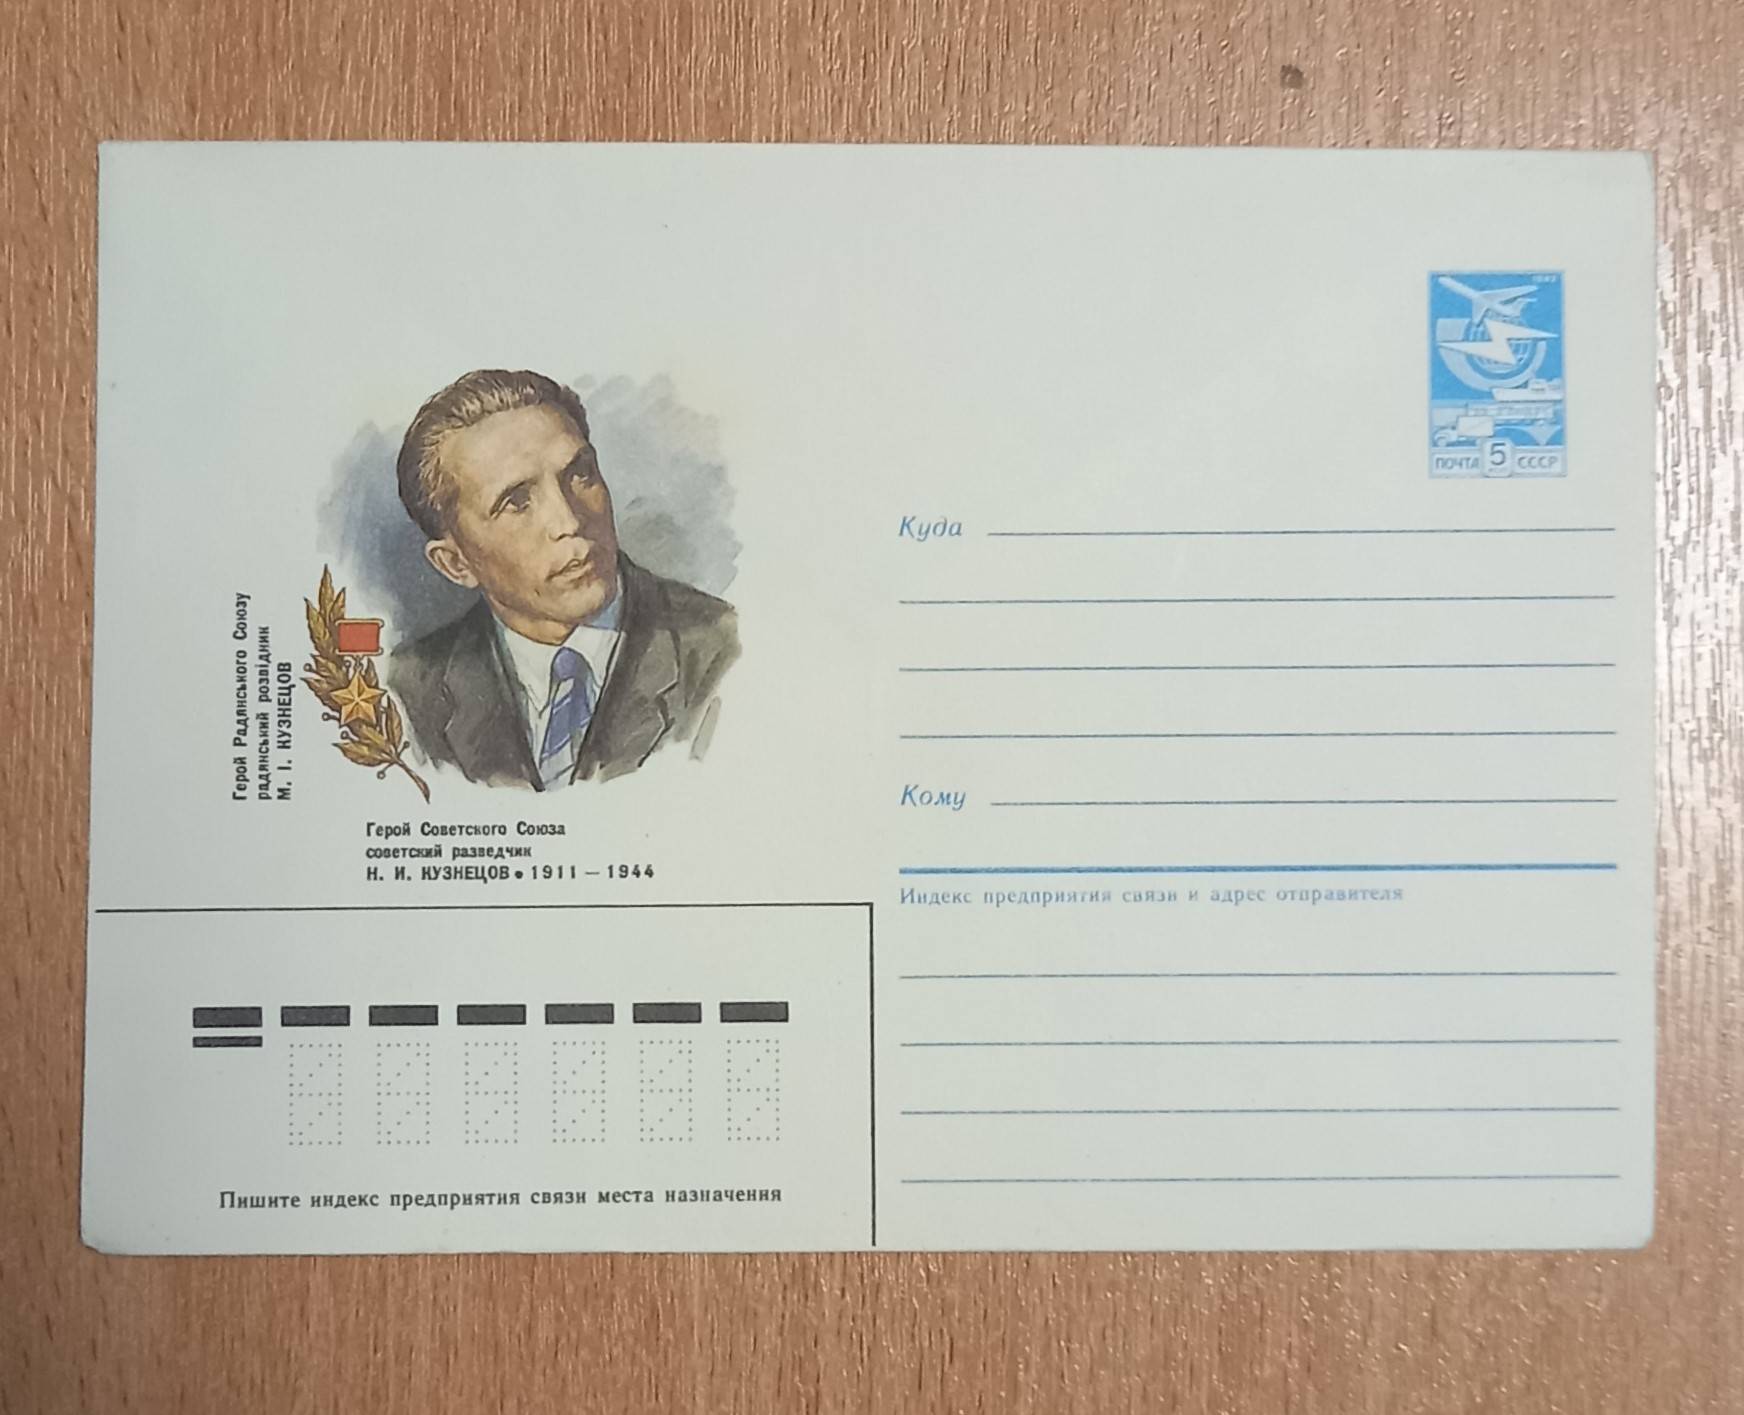 Герой Радянського Союзу
радянський розвідник
М. І. КУЗНЕЦОВ
Герой Советского Союза
советский разведчик
Н. И. КУЗНЕЦОВ • 1911 — 1944
ПОЧТА 5 СССР
Куда
Кому
Индекс предприятия связи и адрес отправителя
Пишите индекс предприятия связи места назначения